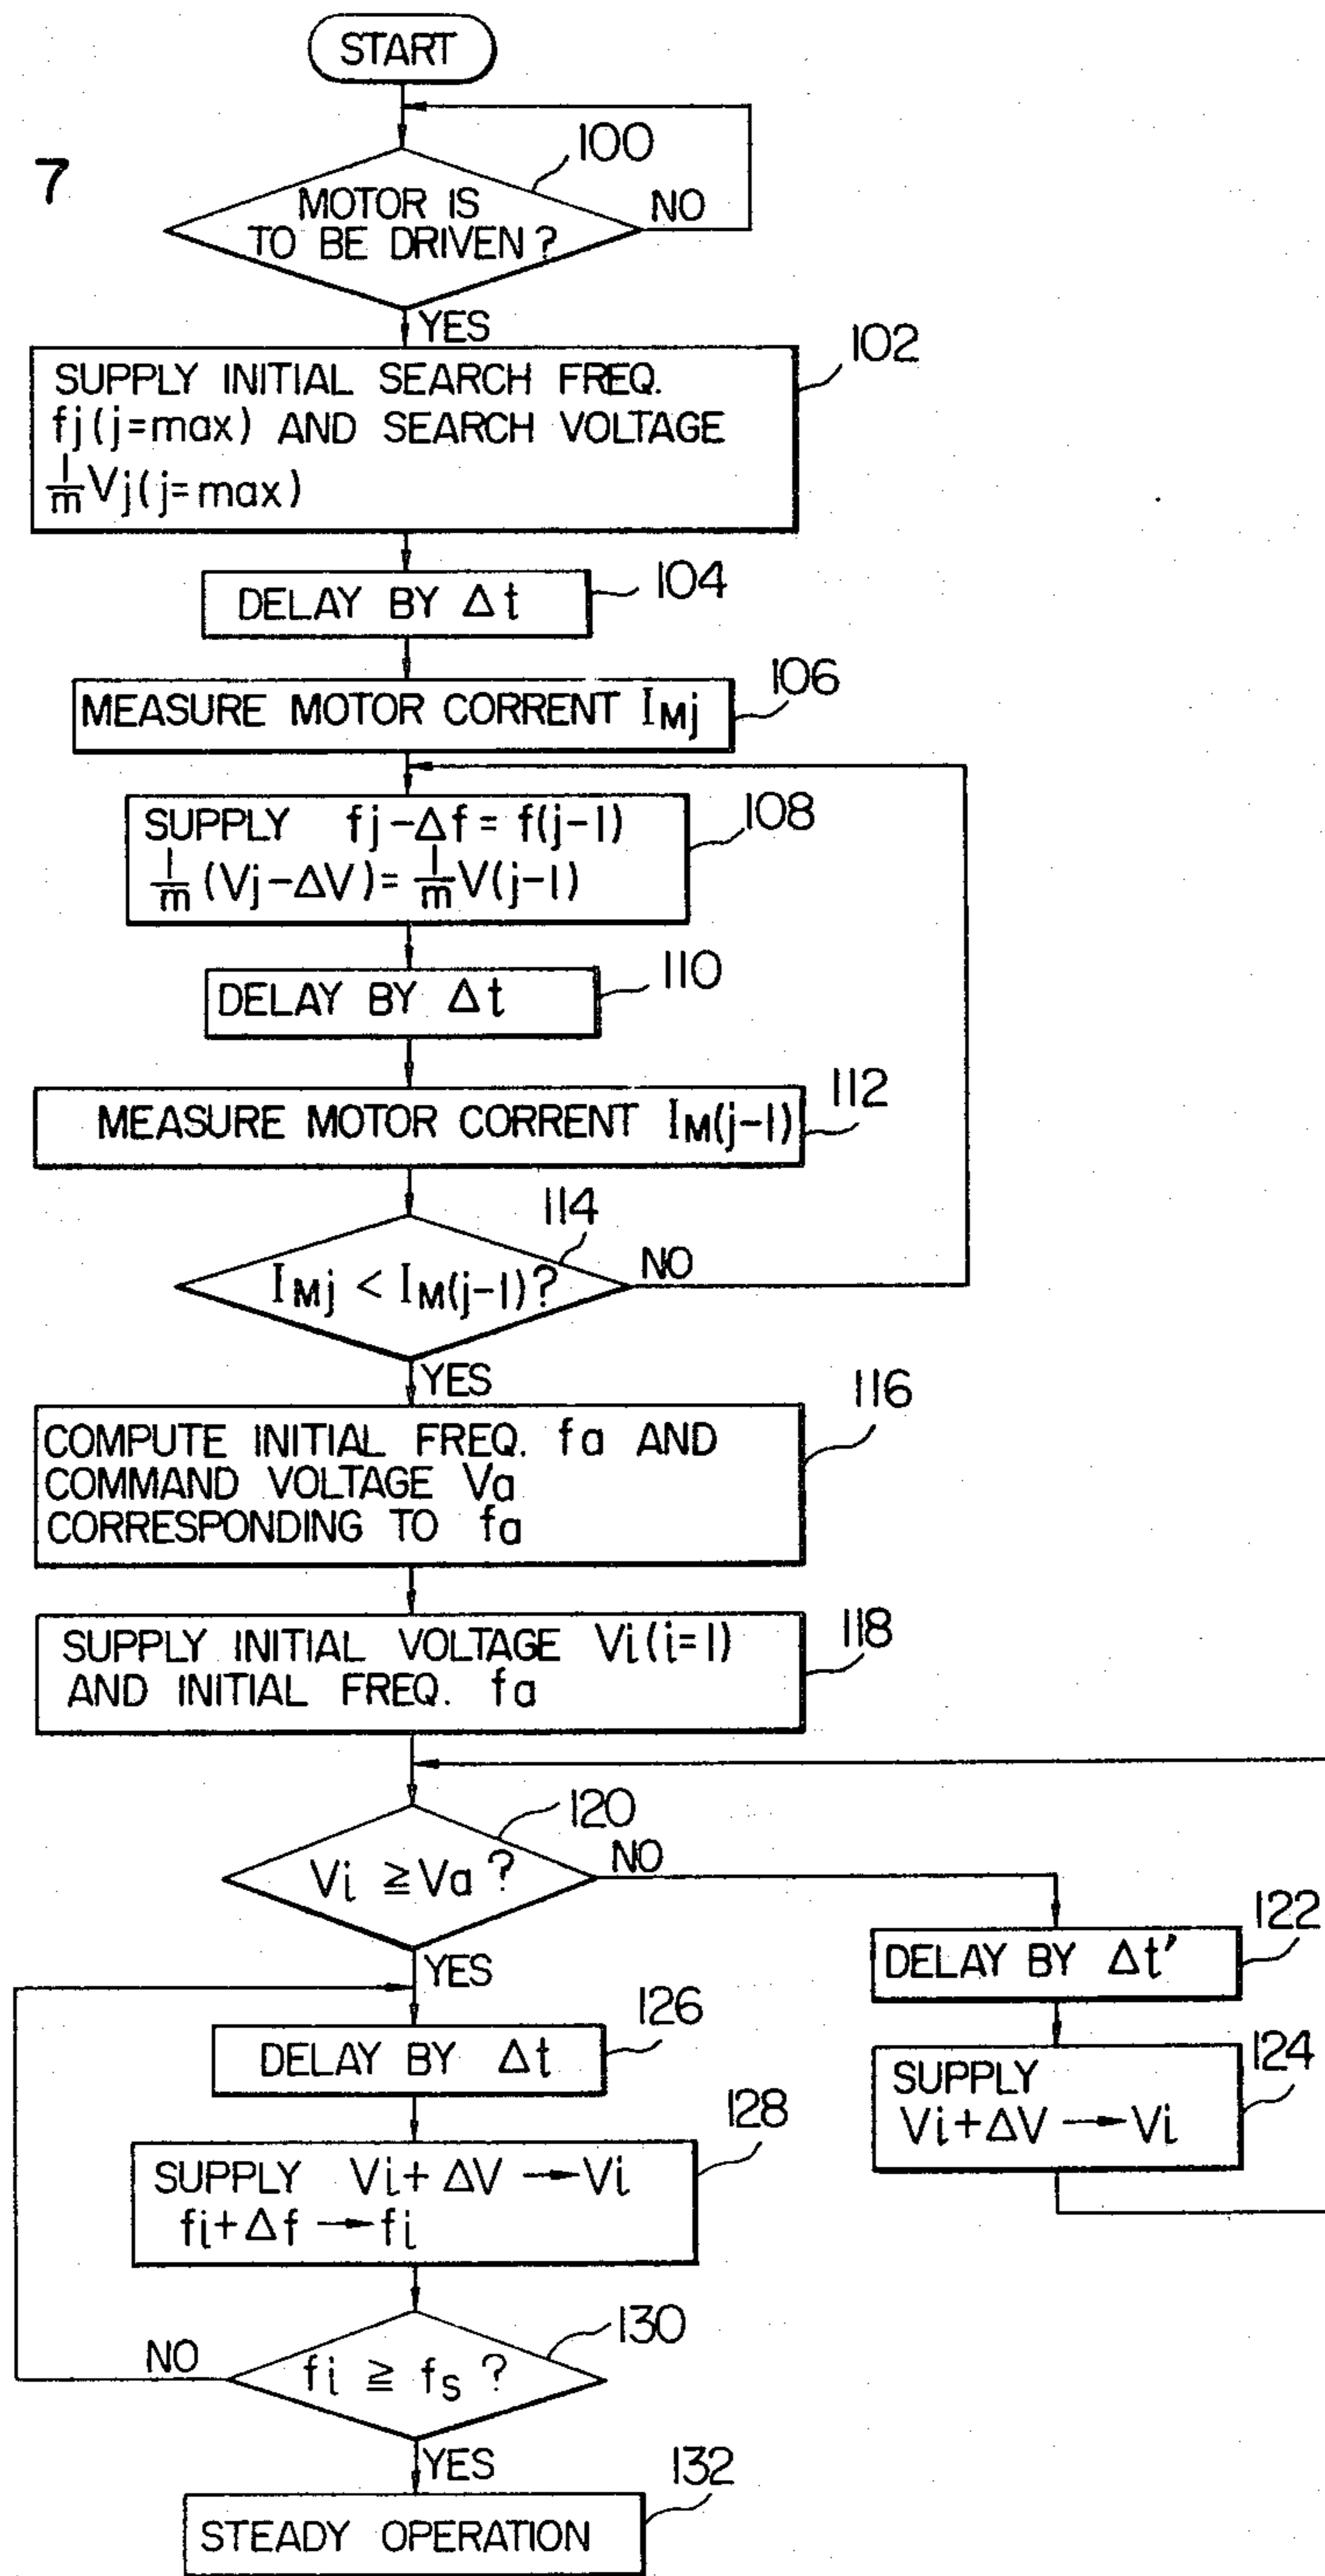 START
7
100
MOTOR IS
TO BE DRIVEN?
NO
YES
102
SUPPLY INITIAL SEARCH FREQ.
fj(j=max) AND SEARCH VOLTAGE
1/m Vj(j=max)
104
DELAY BY Δt
106
MEASURE MOTOR CORRENT IMj
108
SUPPLY fj-Δf = f(j-1)
1/m (Vj-ΔV)= 1/m V(j-1)
110
DELAY BY Δt
112
MEASURE MOTOR CORRENT IM(j-1)
114
IMj < IM(j-1)?
NO
YES
116
COMPUTE INITIAL FREQ. fa AND
COMMAND VOLTAGE Va
CORRESPONDING TO fa
118
SUPPLY INITIAL VOLTAGE Vi(i=1)
AND INITIAL FREQ. fa
120
Vi ≧ Va ?
NO
YES
122
DELAY BY Δt'
124
SUPPLY
Vi+ΔV → Vi
126
DELAY BY Δt
128
SUPPLY Vi+ΔV → Vi
fi+Δf → fi
130
fi ≧ fs ?
NO
YES
132
STEADY OPERATION